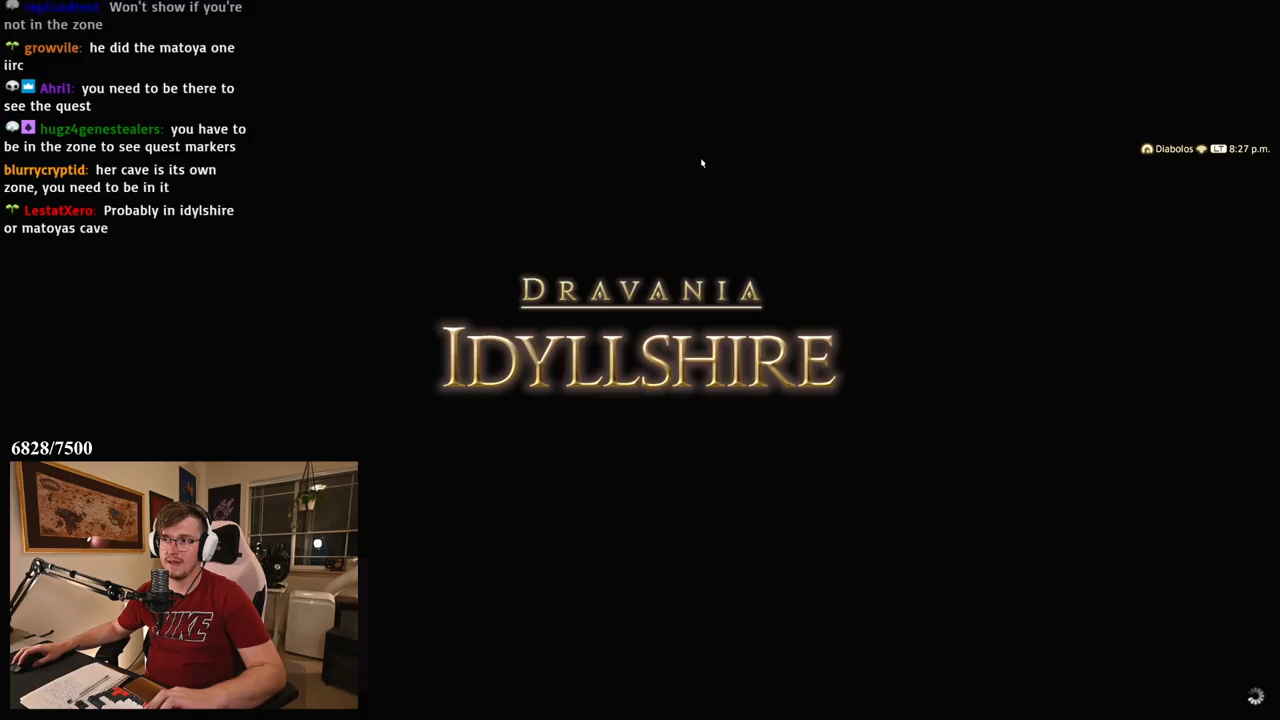 replicadrest Won't show if you're
not in the zone
growvile: he did the matoya one
iirc
Ahri1: you need to be there to
see the quest
hugz4genestealers: you have to
be in the zone to see quest markers
blurrycryptid: her cave is its own
zone, you need to be in it
LestatXero: Probably in idylshire
or matoyas cave
Diabolos LT 8:27 p.m.
DRAVANIA
IDYLLSHIRE
6828/7500
NIKE